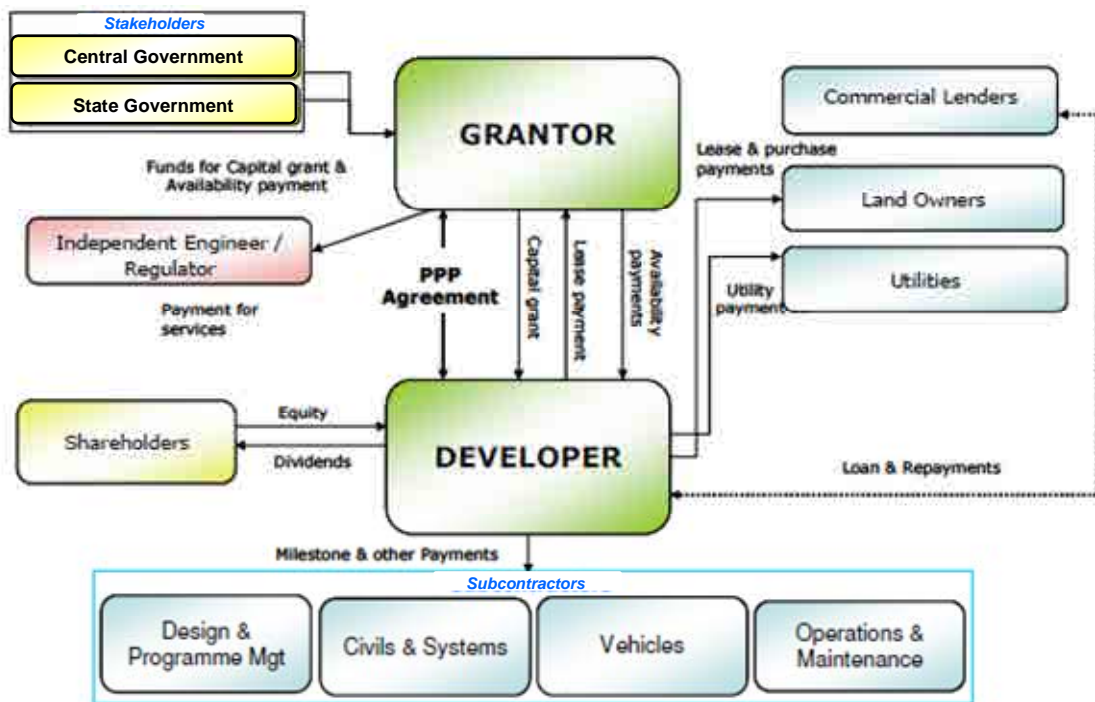 Stakeholders
Central Government
State Government
GRANTOR
Commercial Lenders
Funds for Capital grant &
Availability payment
Lease & purchase
payments
Land Owners
Independent Engineer /
Regulator
Payment for
services
PPP
Agreement
Capital grant
Lease payment
Availability
payments
Utility
payment
Utilities
Shareholders
Equity
Dividends
DEVELOPER
Loan & Repayments
Milestone & other Payments
Subcontractors
Design &
Programme Mgt
Civils & Systems
Vehicles
Operations &
Maintenance